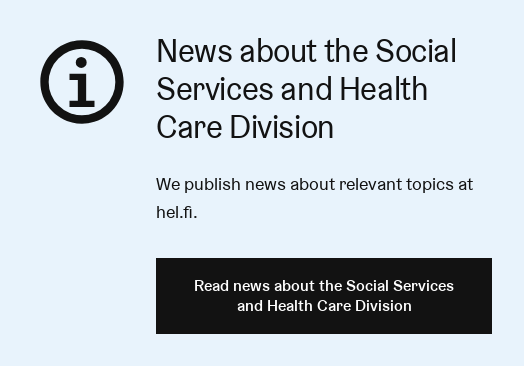 News about the Social
Services and Health
Care Division
We publish news about relevant topics at
hel.fi.
Read news about the Social Services
and Health Care Division